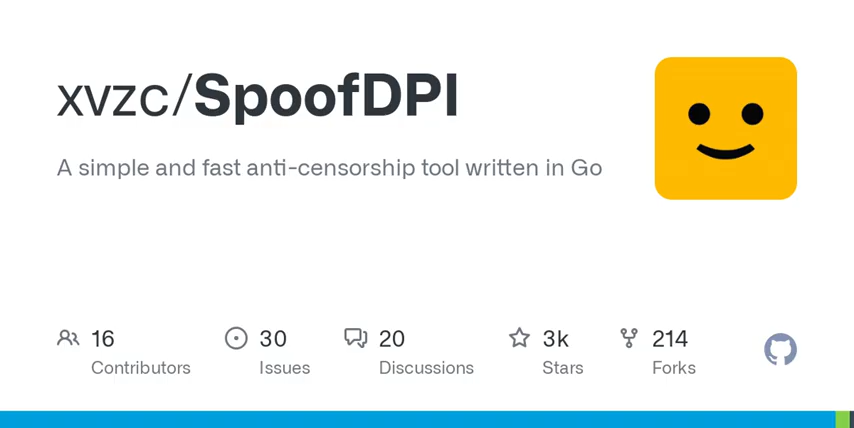 xvzc/SpoofDPI
A simple and fast anti-censorship tool written in Go
16 30 20 3k 214
Contributors Issues Discussions Stars Forks